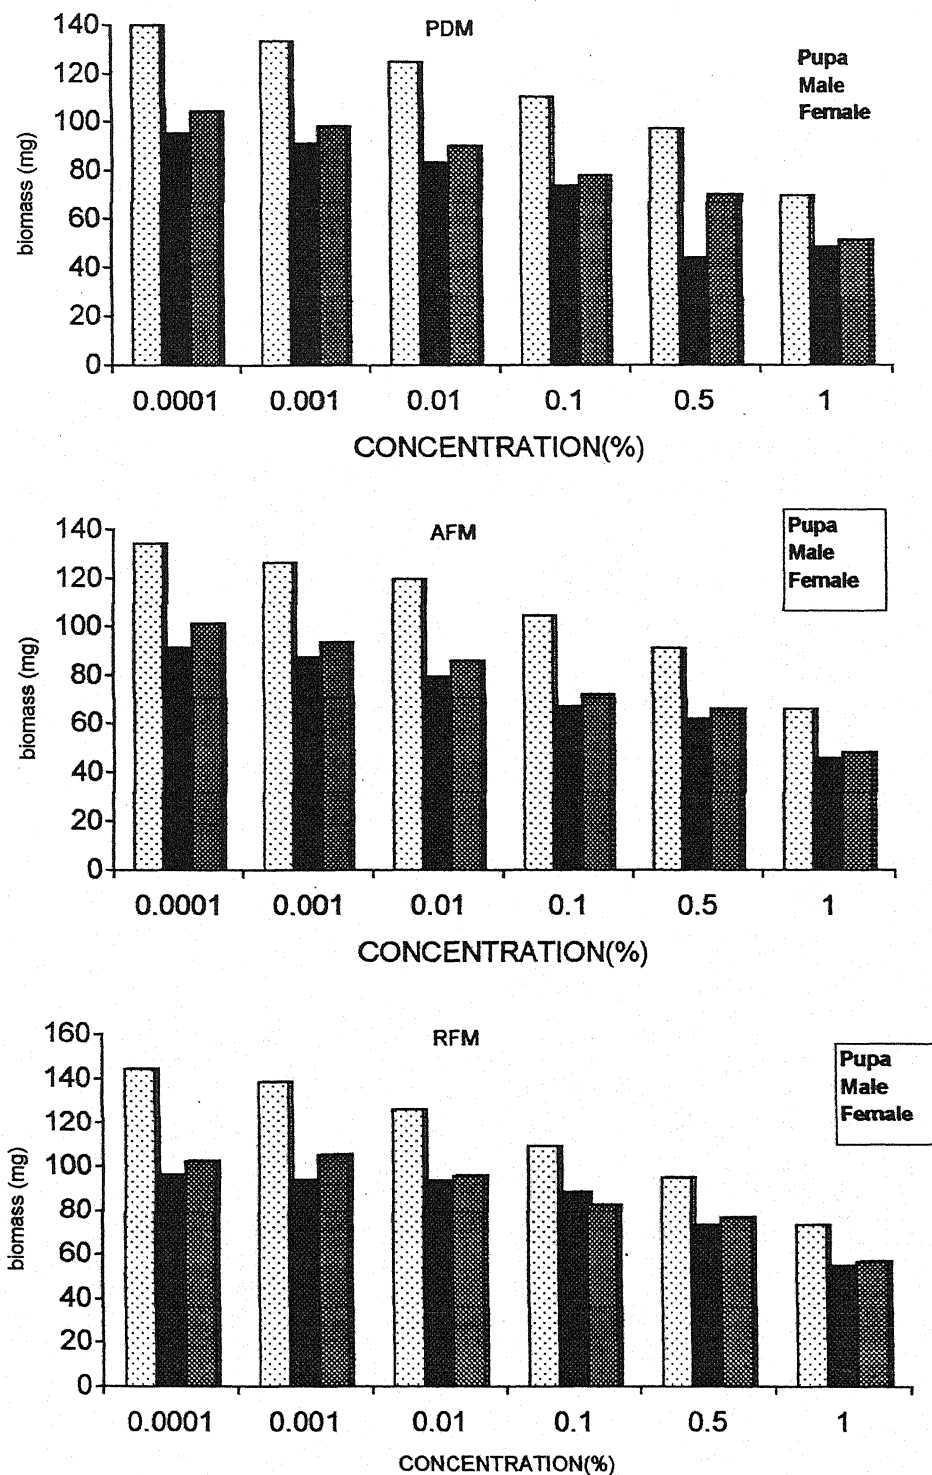 PDM
Pupa
Male
Female
biomass (mg)
140
120
100
80
60
40
20
0
0.0001 0.001 0.01 0.1 0.5 1
CONCENTRATION(%)
AFM
Pupa
Male
Female
biomass (mg)
140
120
100
80
60
40
20
0
0.0001 0.001 0.01 0.1 0.5 1
CONCENTRATION(%)
RFM
Pupa
Male
Female
biomass (mg)
160
140
120
100
80
60
40
20
0
0.0001 0.001 0.01 0.1 0.5 1
CONCENTRATION(%)